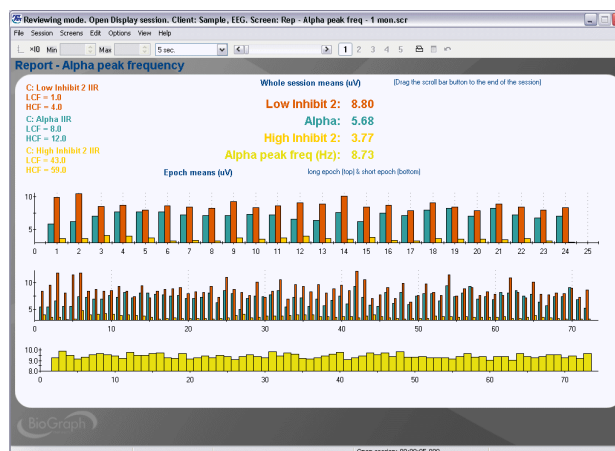 Reviewing mode. Open Display session. Client: Sample, EEG. Screen: Rep - Alpha peak freq - 1 mon.scr
File Session Screens Edit Options View Help
×10 Min Max 5 sec. 1 2 3 4 5
Report - Alpha peak frequency
C: Low Inhibit 2 IIR
LCF = 1.0
HCF = 4.0
C: Alpha IIR
LCF = 8.0
HCF = 12.0
C: High Inhibit 2 IIR
LCF = 43.0
HCF = 59.0
Whole session means (uV) (Drag the scroll bar button to the end of the session)
Low Inhibit 2: 8.80
Alpha: 5.68
High Inhibit 2: 3.77
Alpha peak freq (Hz): 8.73
Epoch means (uV) long epoch (top) & short epoch (bottom)
10
5
0 1 2 3 4 5 6 7 8 9 10 11 12 13 14 15 16 17 18 19 20 21 22 23 24 25
10
5
0 10 20 30 40 50 60 70
10.0
9.0
8.0
0 10 20 30 40 50 60 70
BioGraph